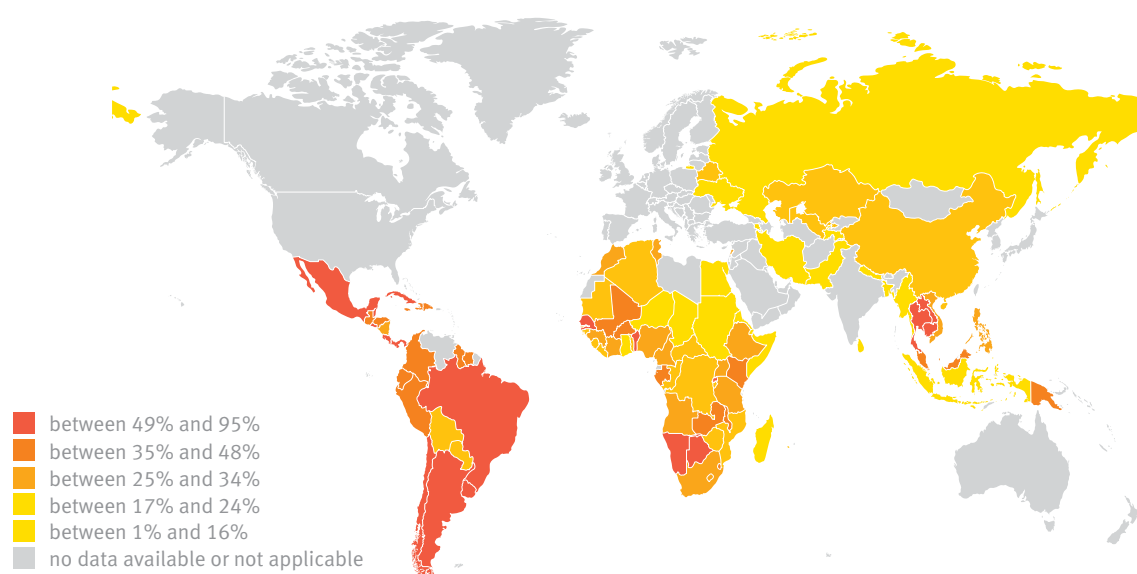 between 49% and 95%
between 35% and 48%
between 25% and 34%
between 17% and 24%
between 1% and 16%
no data available or not applicable